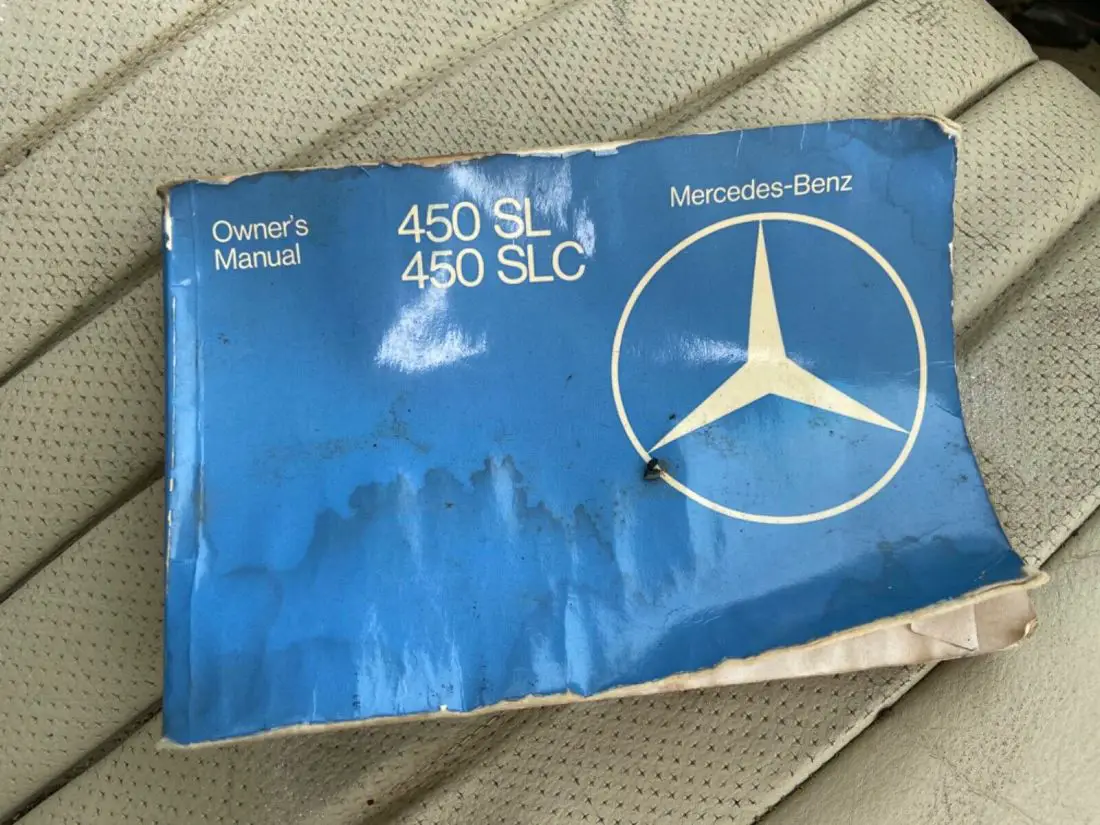 Owner's
Manual
450 SL
450 SLC
Mercedes-Benz